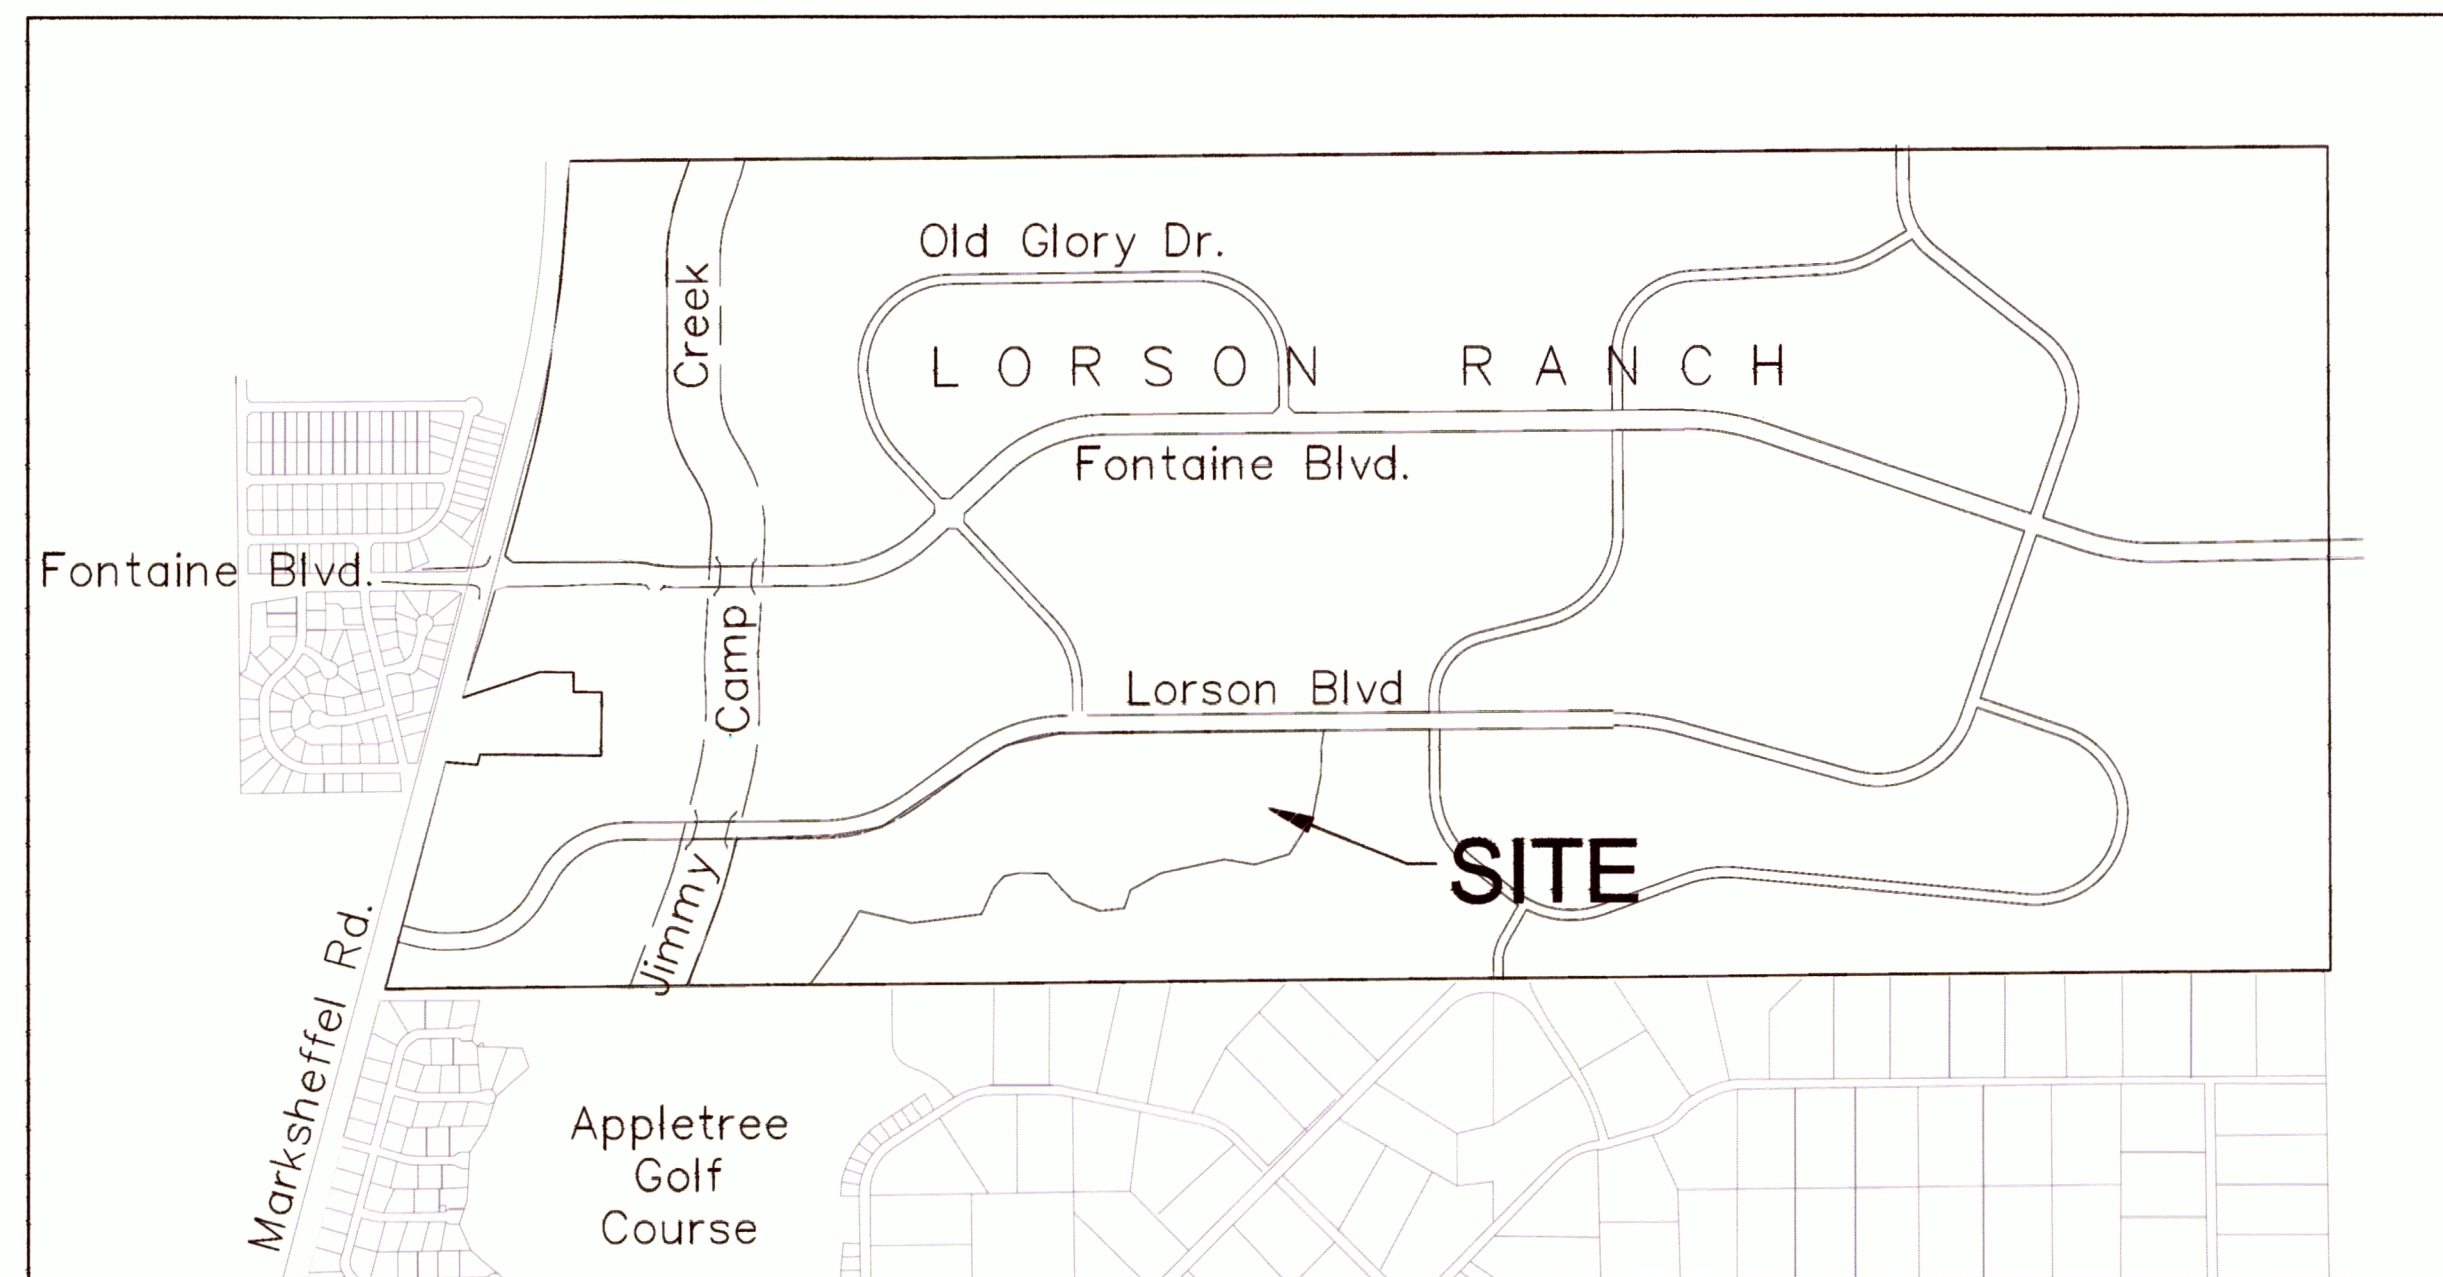 Old Glory Dr.
Creek
LORSON RANCH
Fontaine Blvd.
Fontaine Blvd.
Camp
Lorson Blvd
SITE
Jimmy
Marksheffel Rd.
Appletree
Golf
Course